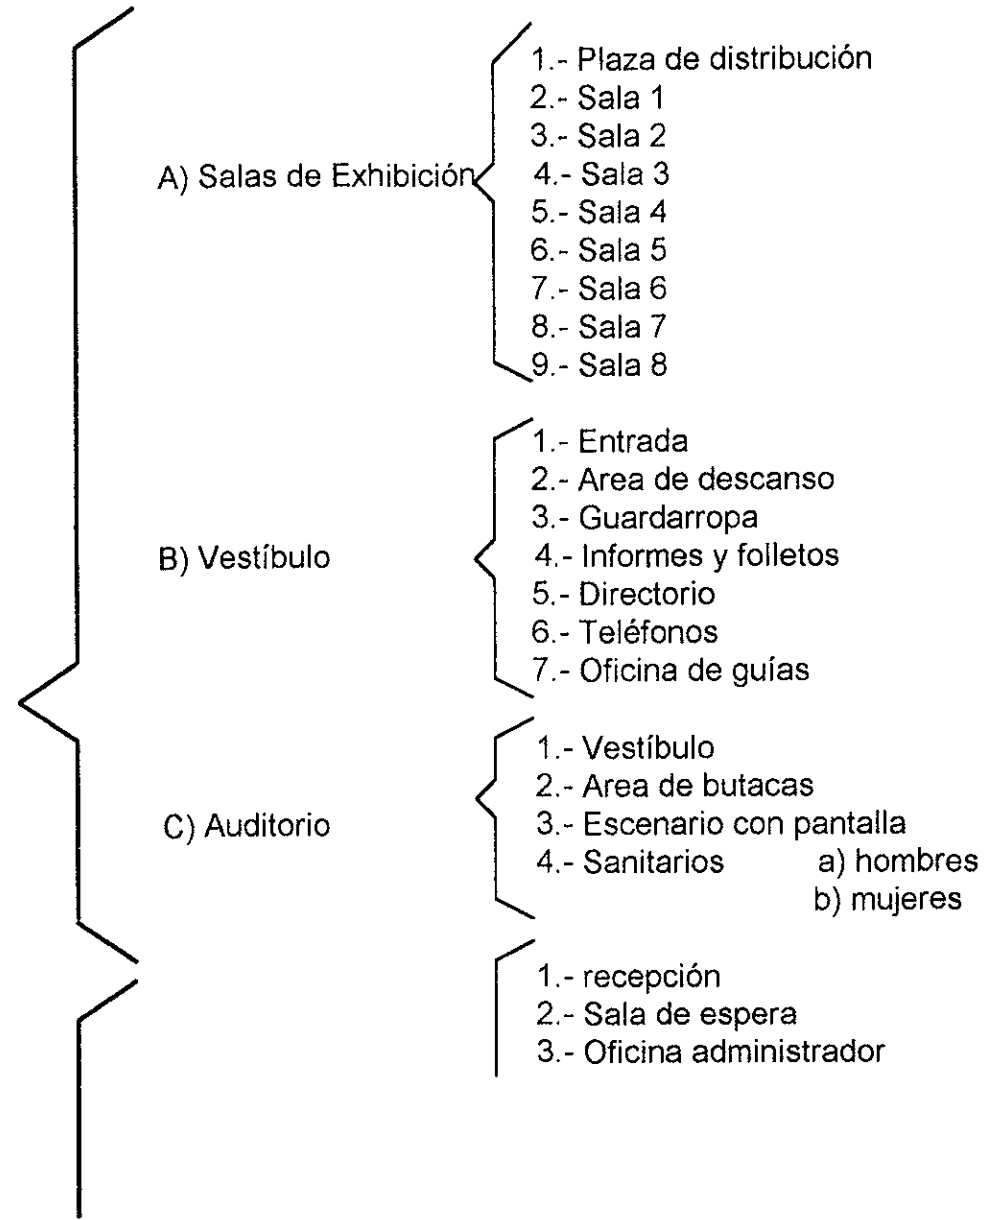 1.- Plaza de distribución
2.- Sala 1
3.- Sala 2
A) Salas de Exhibición 4.- Sala 3
5.- Sala 4
6.- Sala 5
7.- Sala 6
8.- Sala 7
9.- Sala 8
1.- Entrada
2.- Area de descanso
3.- Guardarropa
B) Vestíbulo 4.- Informes y folletos
5.- Directorio
6.- Teléfonos
7.- Oficina de guías
1.- Vestíbulo
2.- Area de butacas
C) Auditorio 3.- Escenario con pantalla
4.- Sanitarios a) hombres
b) mujeres
1.- recepción
2.- Sala de espera
3.- Oficina administrador